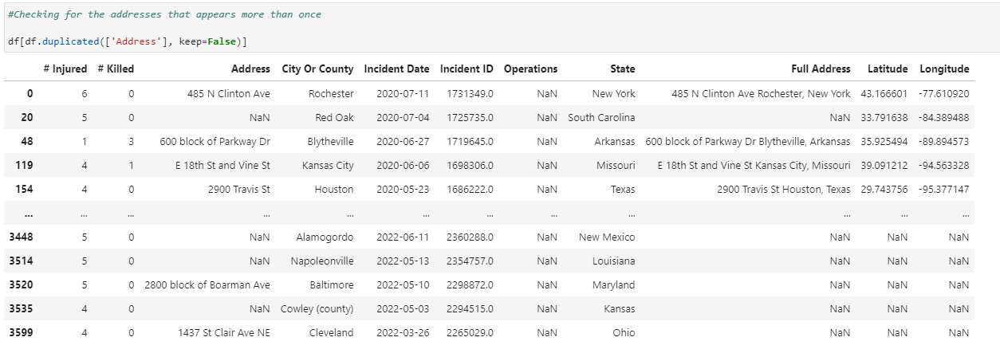 #Checking for the addresses that appears more than once
df[df.duplicated(['Address'], keep=False)]
# Injured # Killed Address City Or County Incident Date Incident ID Operations State Full Address Latitude Longitude
0 6 0 485 N Clinton Ave Rochester 2020-07-11 1731349.0 NaN New York 485 N Clinton Ave Rochester, New York 43.166601 -77.610920
20 5 0 NaN Red Oak 2020-07-04 1725735.0 NaN South Carolina NaN 33.791638 -84.389488
48 1 3 600 block of Parkway Dr Blytheville 2020-06-27 1719645.0 NaN Arkansas 600 block of Parkway Dr Blytheville, Arkansas 35.925494 -89.894573
119 4 1 E 18th St and Vine St Kansas City 2020-06-06 1698306.0 NaN Missouri E 18th St and Vine St Kansas City, Missouri 39.091212 -94.563328
154 4 0 2900 Travis St Houston 2020-05-23 1686222.0 NaN Texas 2900 Travis St Houston, Texas 29.743756 -95.377147
... ... ... ... ... ... ... ... ... ... ... ...
3448 5 0 NaN Alamogordo 2022-06-11 2360288.0 NaN New Mexico NaN NaN NaN
3514 5 0 NaN Napoleonville 2022-05-13 2354757.0 NaN Louisiana NaN NaN NaN
3520 5 0 2800 block of Boarman Ave Baltimore 2022-05-10 2298872.0 NaN Maryland NaN NaN NaN
3535 4 0 NaN Cowley (county) 2022-05-03 2294515.0 NaN Kansas NaN NaN NaN
3599 4 0 1437 St Clair Ave NE Cleveland 2022-03-26 2265029.0 NaN Ohio NaN NaN NaN